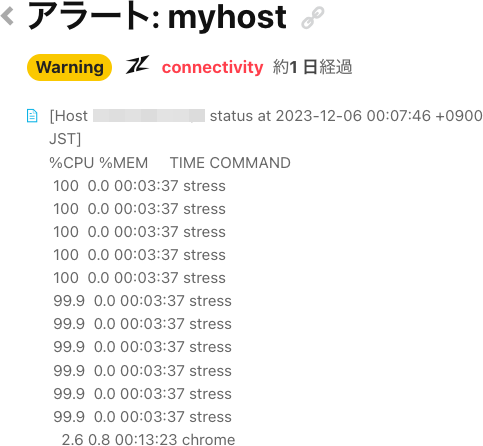 アラート: myhost
Warning connectivity 約1 日経過
[Host status at 2023-12-06 00:07:46 +0900
JST]
%CPU %MEM TIME COMMAND
100 0.0 00:03:37 stress
100 0.0 00:03:37 stress
100 0.0 00:03:37 stress
100 0.0 00:03:37 stress
100 0.0 00:03:37 stress
99.9 0.0 00:03:37 stress
99.9 0.0 00:03:37 stress
99.9 0.0 00:03:37 stress
99.9 0.0 00:03:37 stress
99.9 0.0 00:03:37 stress
99.9 0.0 00:03:37 stress
2.6 0.8 00:13:23 chrome